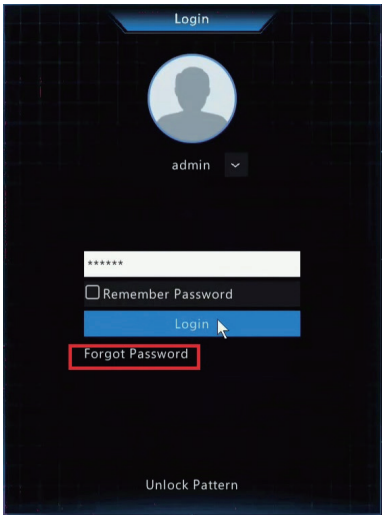 Login
admin
******
Remember Password
Login
Forgot Password
Unlock Pattern